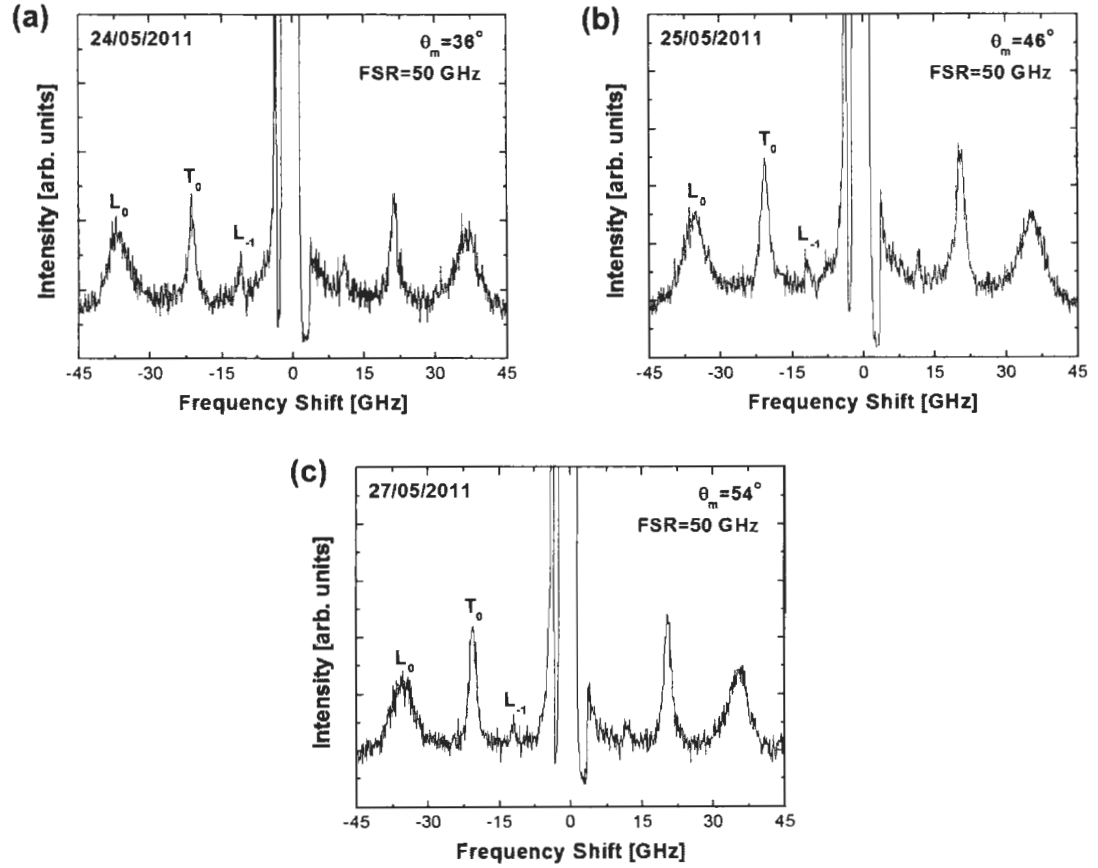 (a)
24/05/2011
θm=36°
FSR=50 GHz
L0
T0
L-1
Intensity [arb. units]
-45 -30 -15 0 15 30 45
Frequency Shift [GHz]
(b)
25/05/2011
θm=46°
FSR=50 GHz
L0
T0
L-1
Intensity [arb. units]
-45 -30 -15 0 15 30 45
Frequency Shift [GHz]
(c)
27/05/2011
θm=54°
FSR=50 GHz
L0
T0
L-1
Intensity [arb. units]
-45 -30 -15 0 15 30 45
Frequency Shift [GHz]